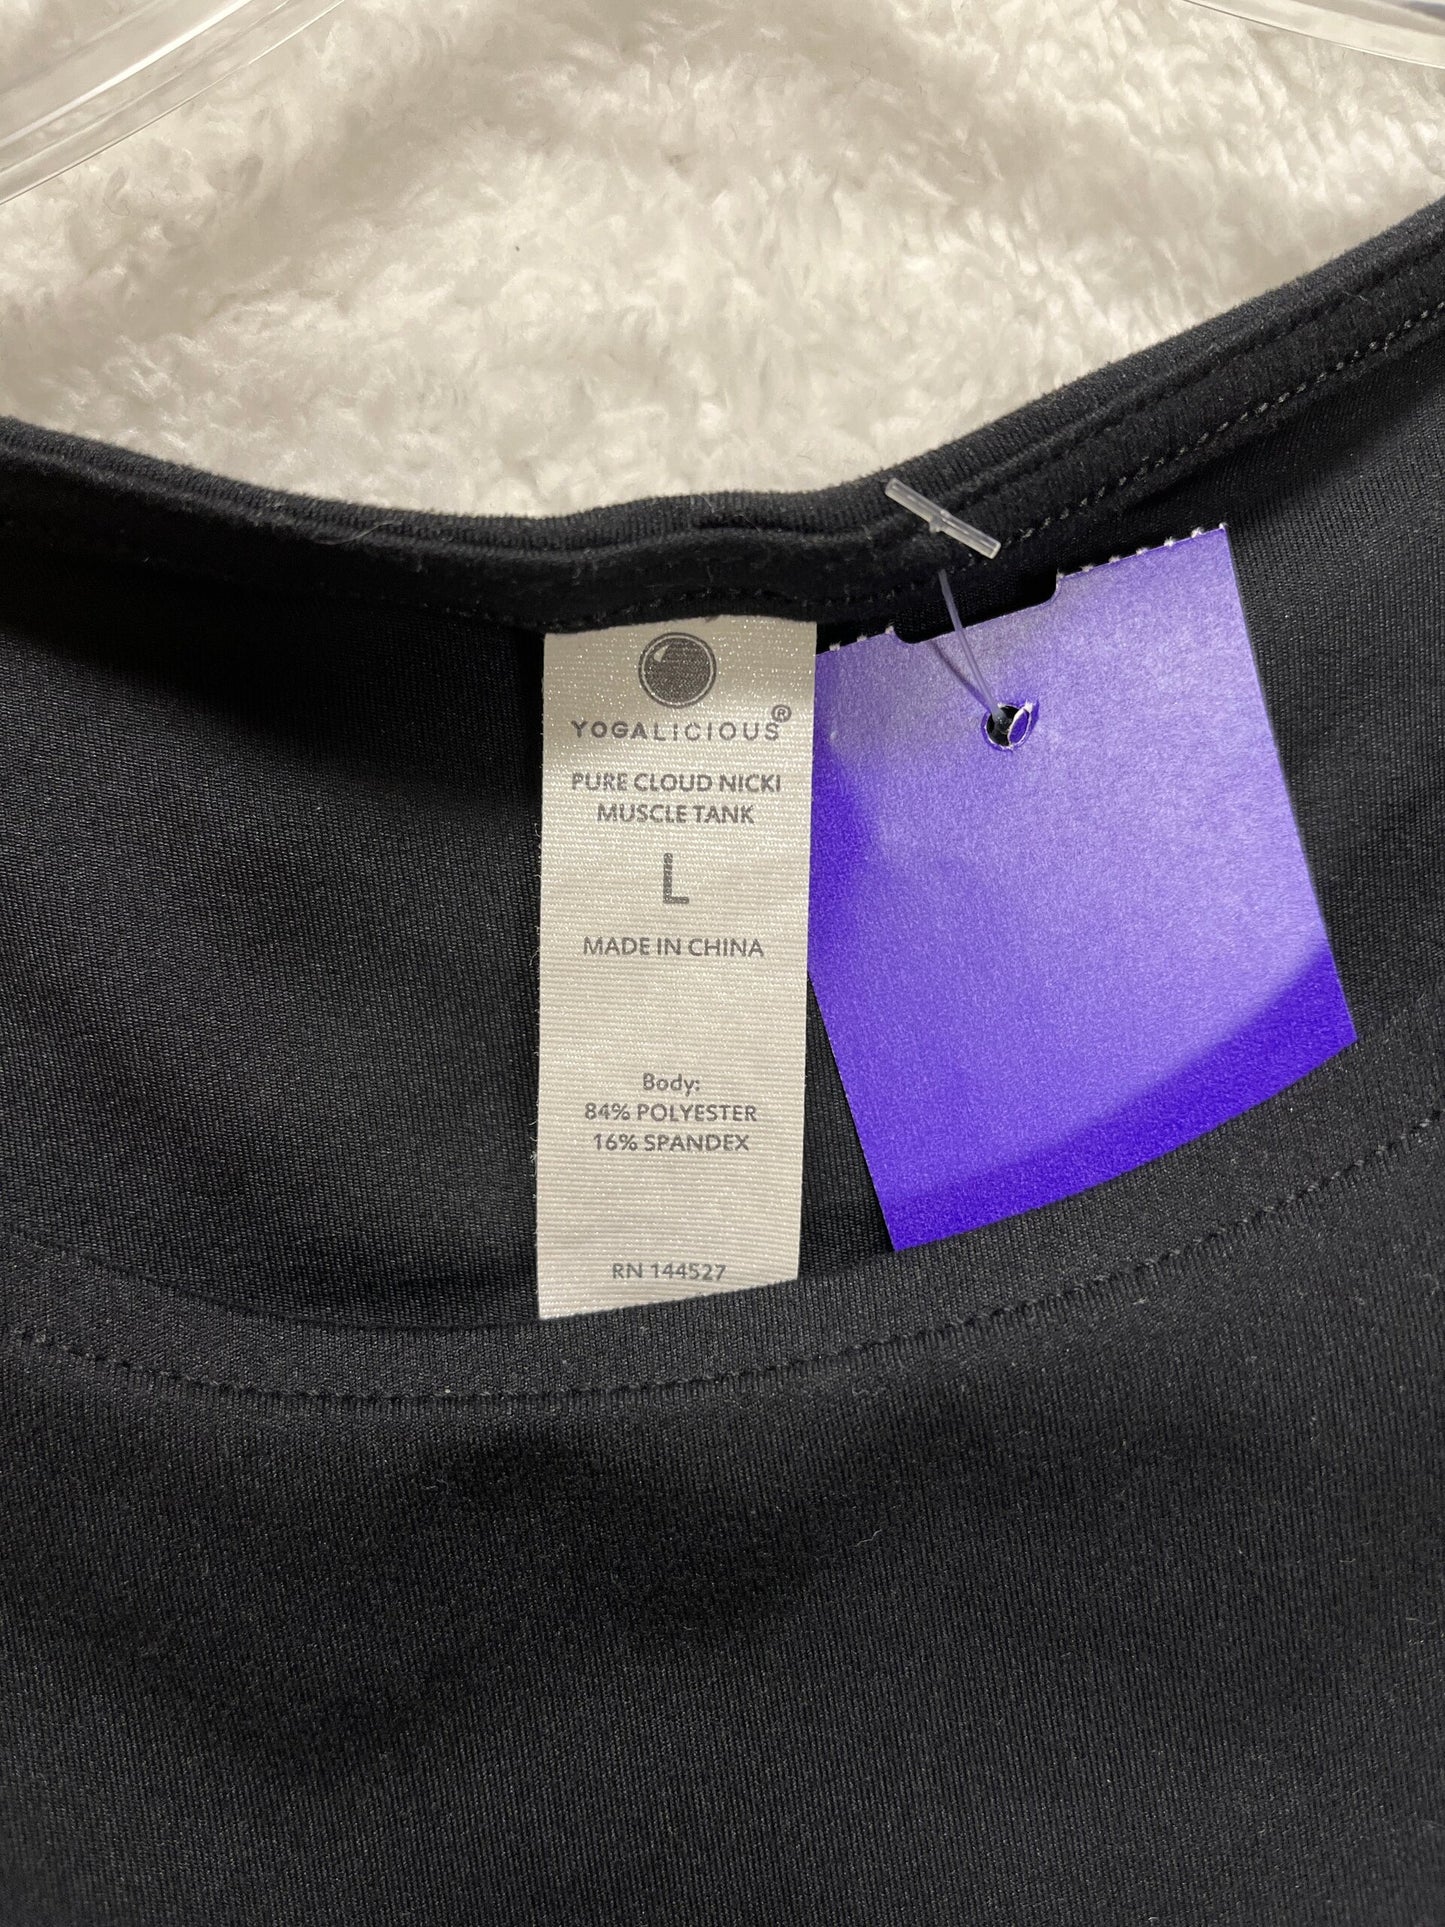 YOGALICIOUS®
PURE CLOUD NICKI
MUSCLE TANK
L
MADE IN CHINA
Body:
84% POLYESTER
16% SPANDEX
RN 144527